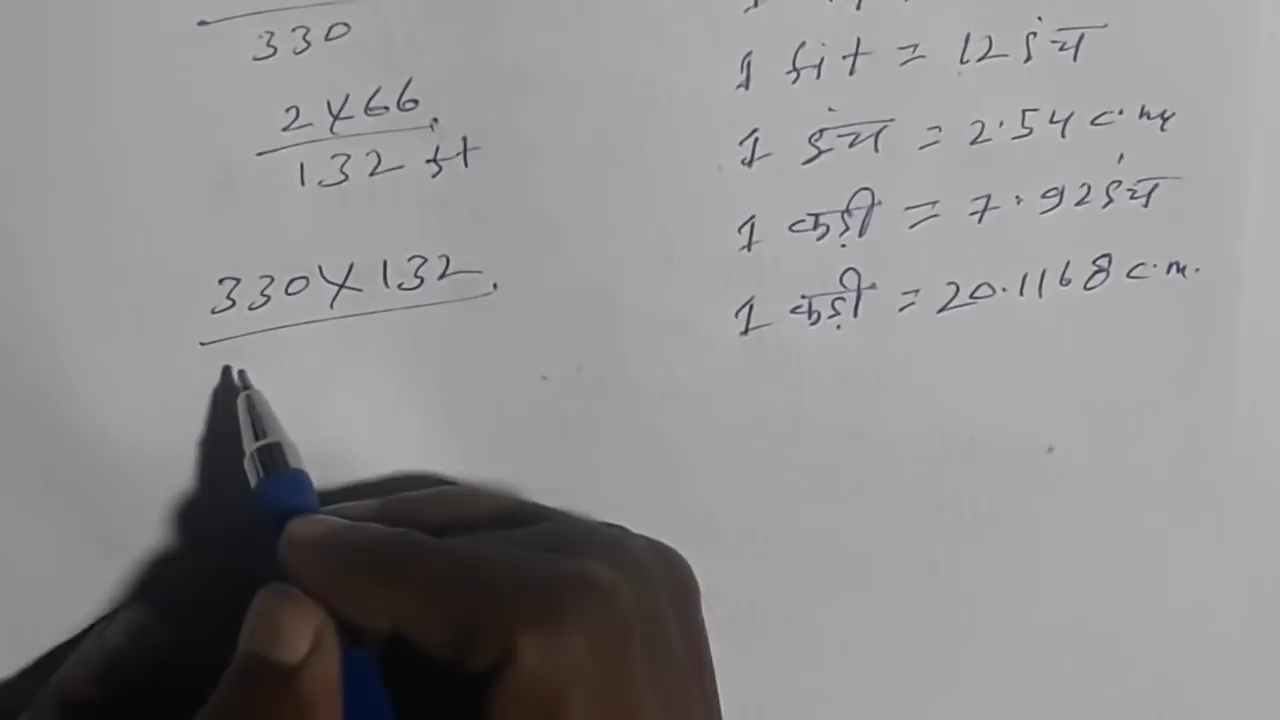 330
2×66
132 ft
330×132
1 fit = 12 इंच
1 इंच = 2.54 c.m
1 कड़ी = 7.92 इंच
1 कड़ी = 20.1168 c.m.